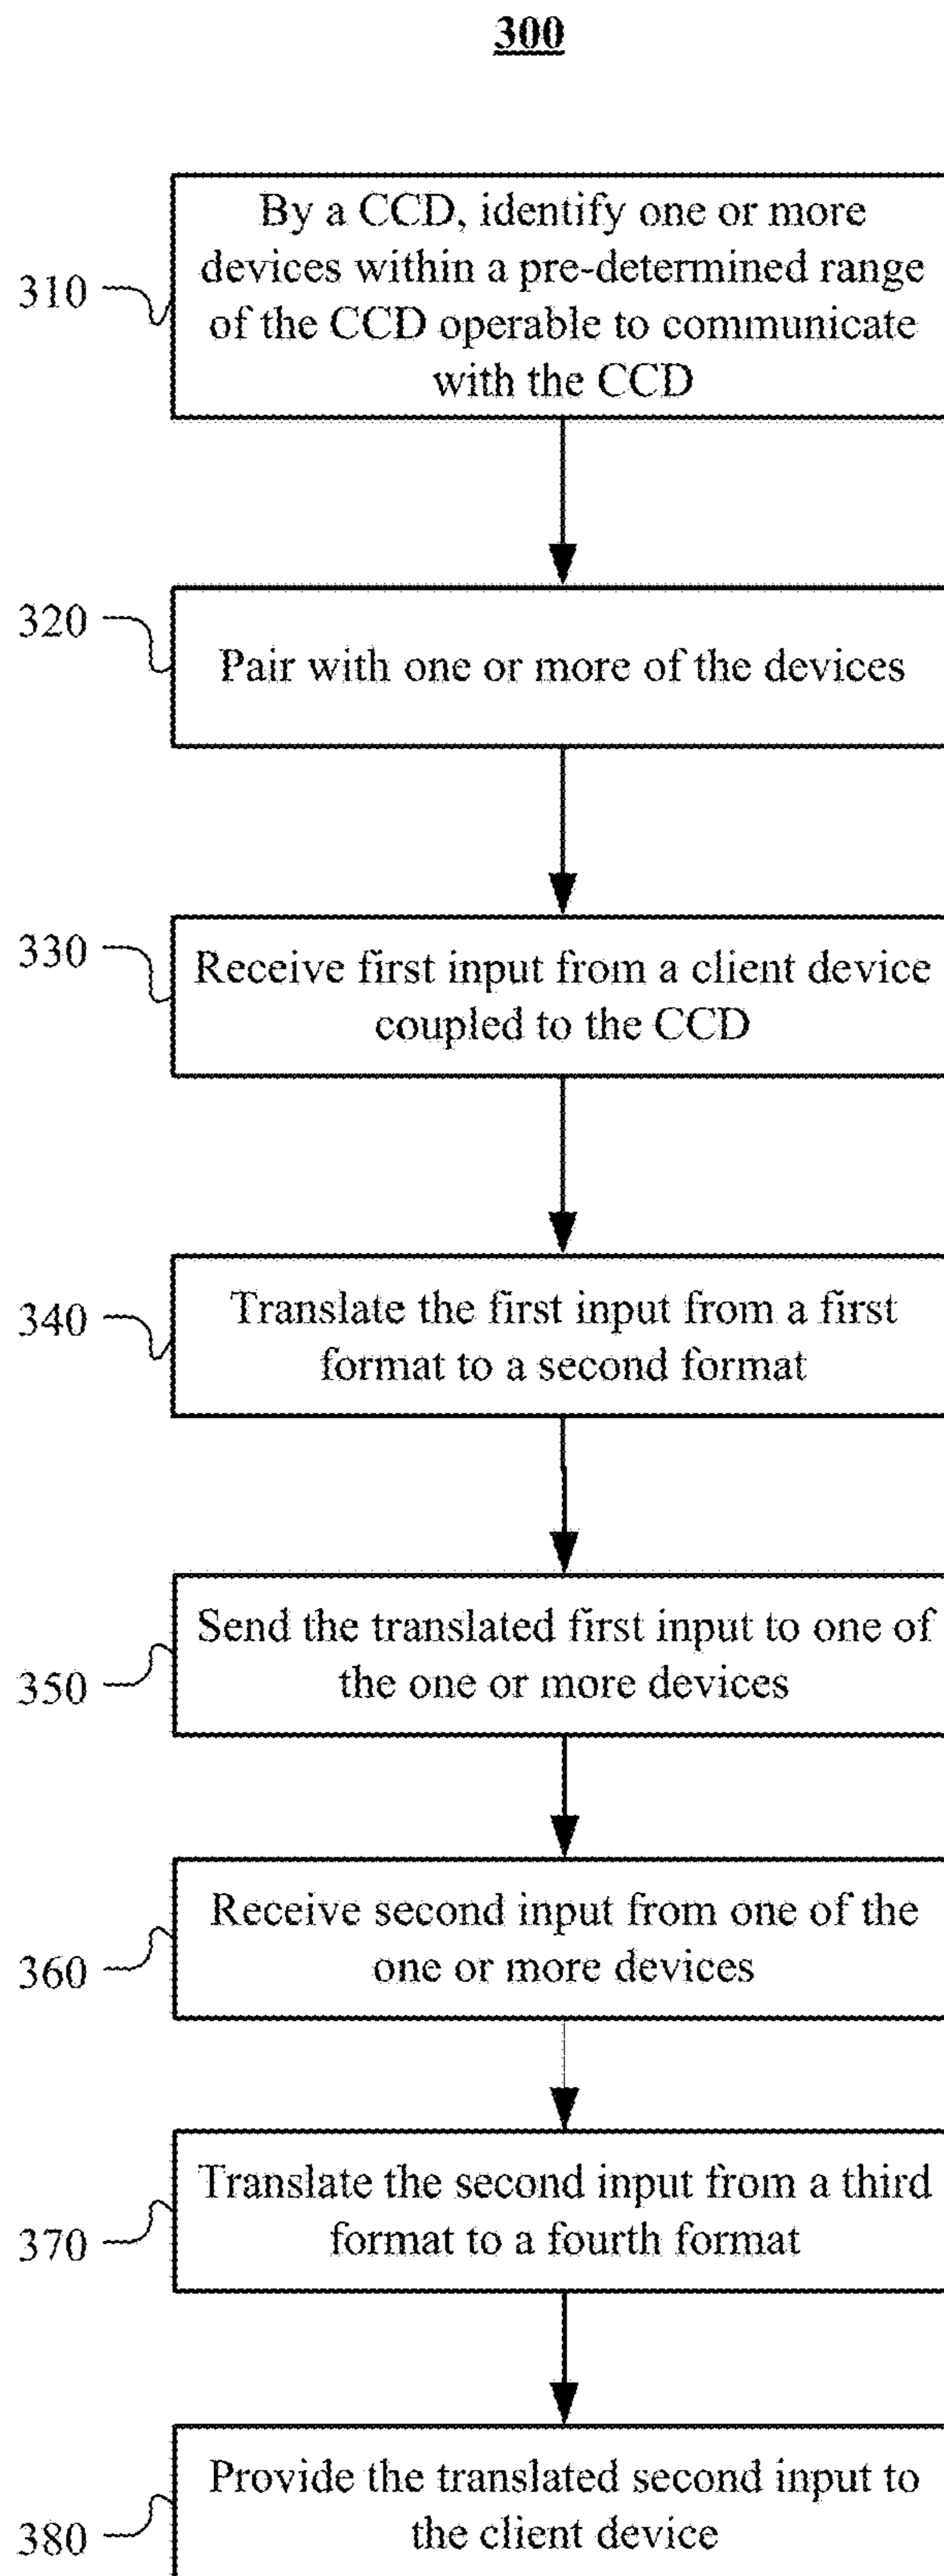 300
By a CCD, identify one or more
devices within a pre-determined range
of the CCD operable to communicate
with the CCD
310
320
Pair with one or more of the devices
330
Receive first input from a client device
coupled to the CCD
340
Translate the first input from a first
format to a second format
350
Send the translated first input to one of
the one or more devices
360
Receive second input from one of the
one or more devices
370
Translate the second input from a third
format to a fourth format
380
Provide the translated second input to
the client device